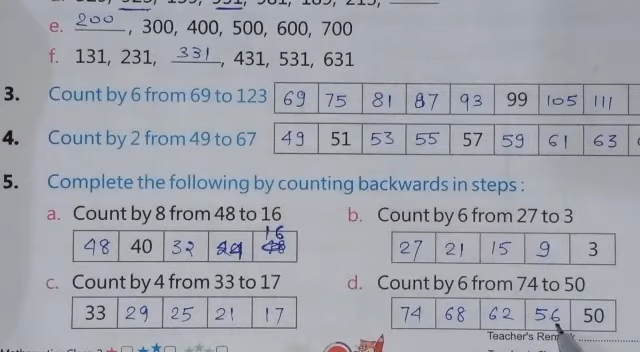 e. 200, 300, 400, 500, 600, 700
f. 131, 231, 331, 431, 531, 631
3. Count by 6 from 69 to 123 69 75 81 87 93 99 105 111
4. Count by 2 from 49 to 67 49 51 53 55 57 59 61 63
5. Complete the following by counting backwards in steps :
a. Count by 8 from 48 to 16
48 40 32 24 16
b. Count by 6 from 27 to 3
27 21 15 9 3
c. Count by 4 from 33 to 17
33 29 25 21 17
d. Count by 6 from 74 to 50
74 68 62 56 50
Teacher's